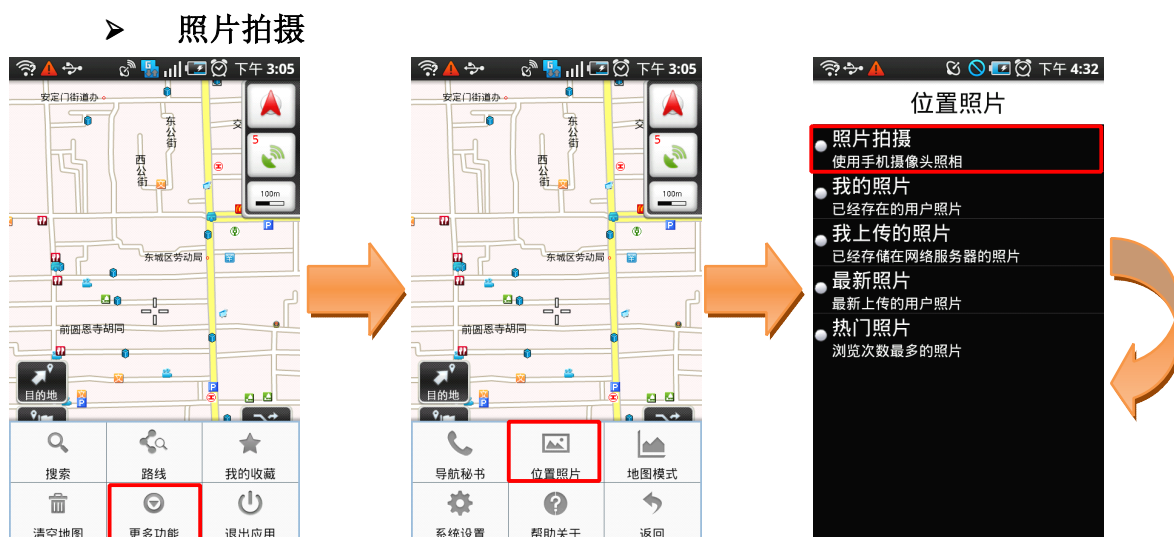 ➢ 照片拍摄
下午 3:05
安定门街道办
东公街
西公街
交
5
100m
东城区劳动局
前圆恩寺胡同
目的地
搜索
路线
我的收藏
清空地图
更多功能
退出应用
下午 3:05
安定门街道办
东公街
西公街
交
5
100m
东城区劳动局
前圆恩寺胡同
目的地
导航秘书
位置照片
地图模式
系统设置
帮助关于
返回
下午 4:32
位置照片
照片拍摄
使用手机摄像头照相
我的照片
已经存在的用户照片
我上传的照片
已经存储在网络服务器的照片
最新照片
最新上传的用户照片
热门照片
浏览次数最多的照片